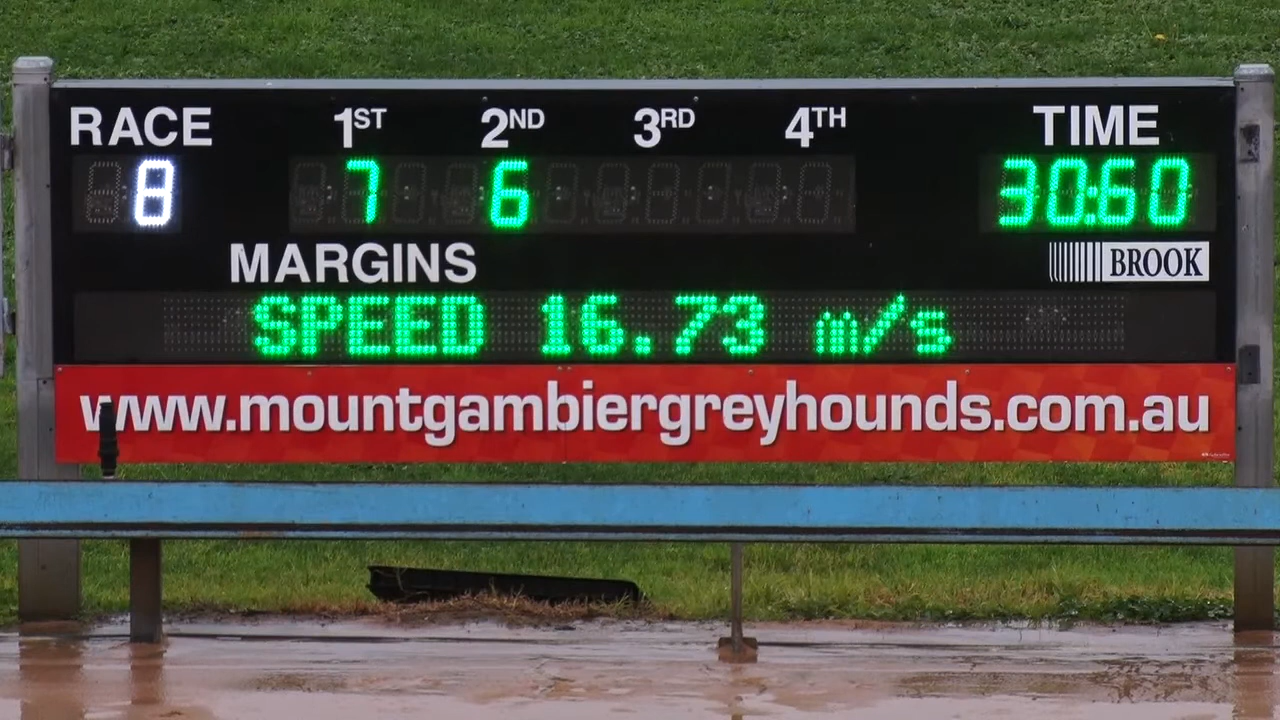 RACE 1ST 2ND 3RD 4TH TIME
8 7 6 30:60
MARGINS BROOK
SPEED 16.73 m/s
www.mountgambiergreyhounds.com.au